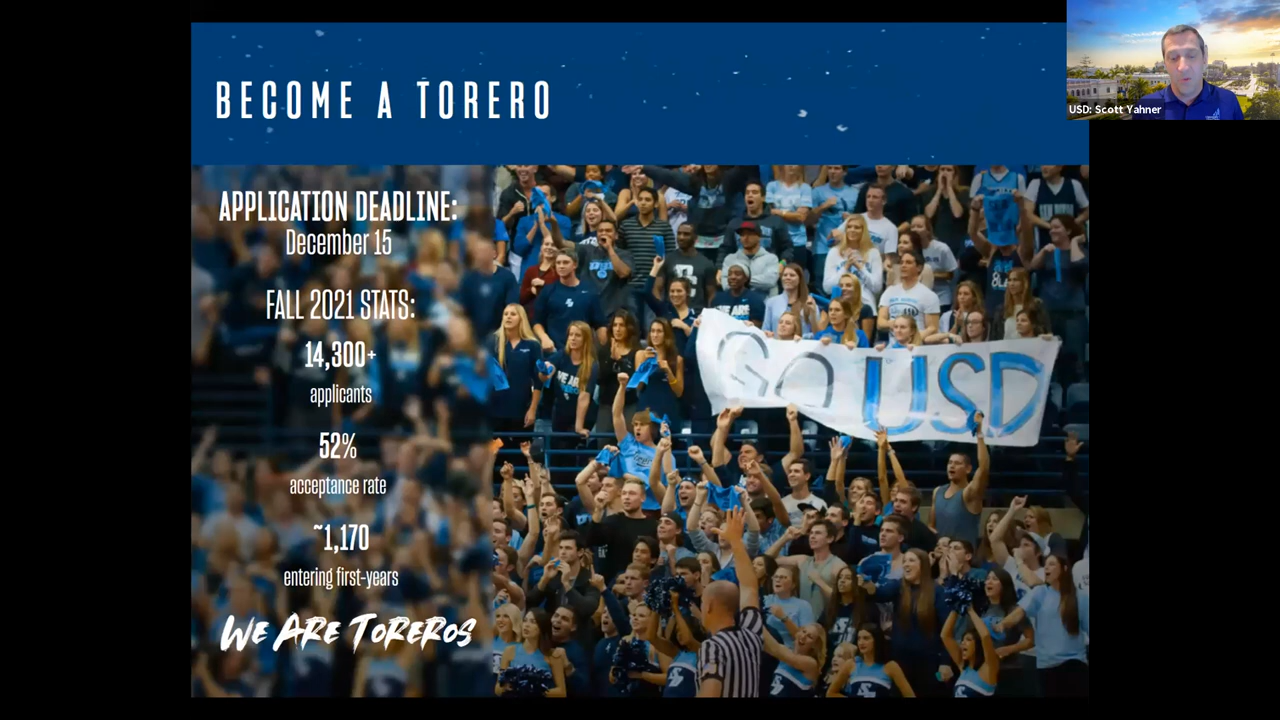 BECOME A TORERO
USD: Scott Yahner
APPLICATION DEADLINE:
December 15
FALL 2021 STATS:
14,300+
applicants
52%
acceptance rate
~1,170
entering first-years
WE ARE TOREROS
GO USD